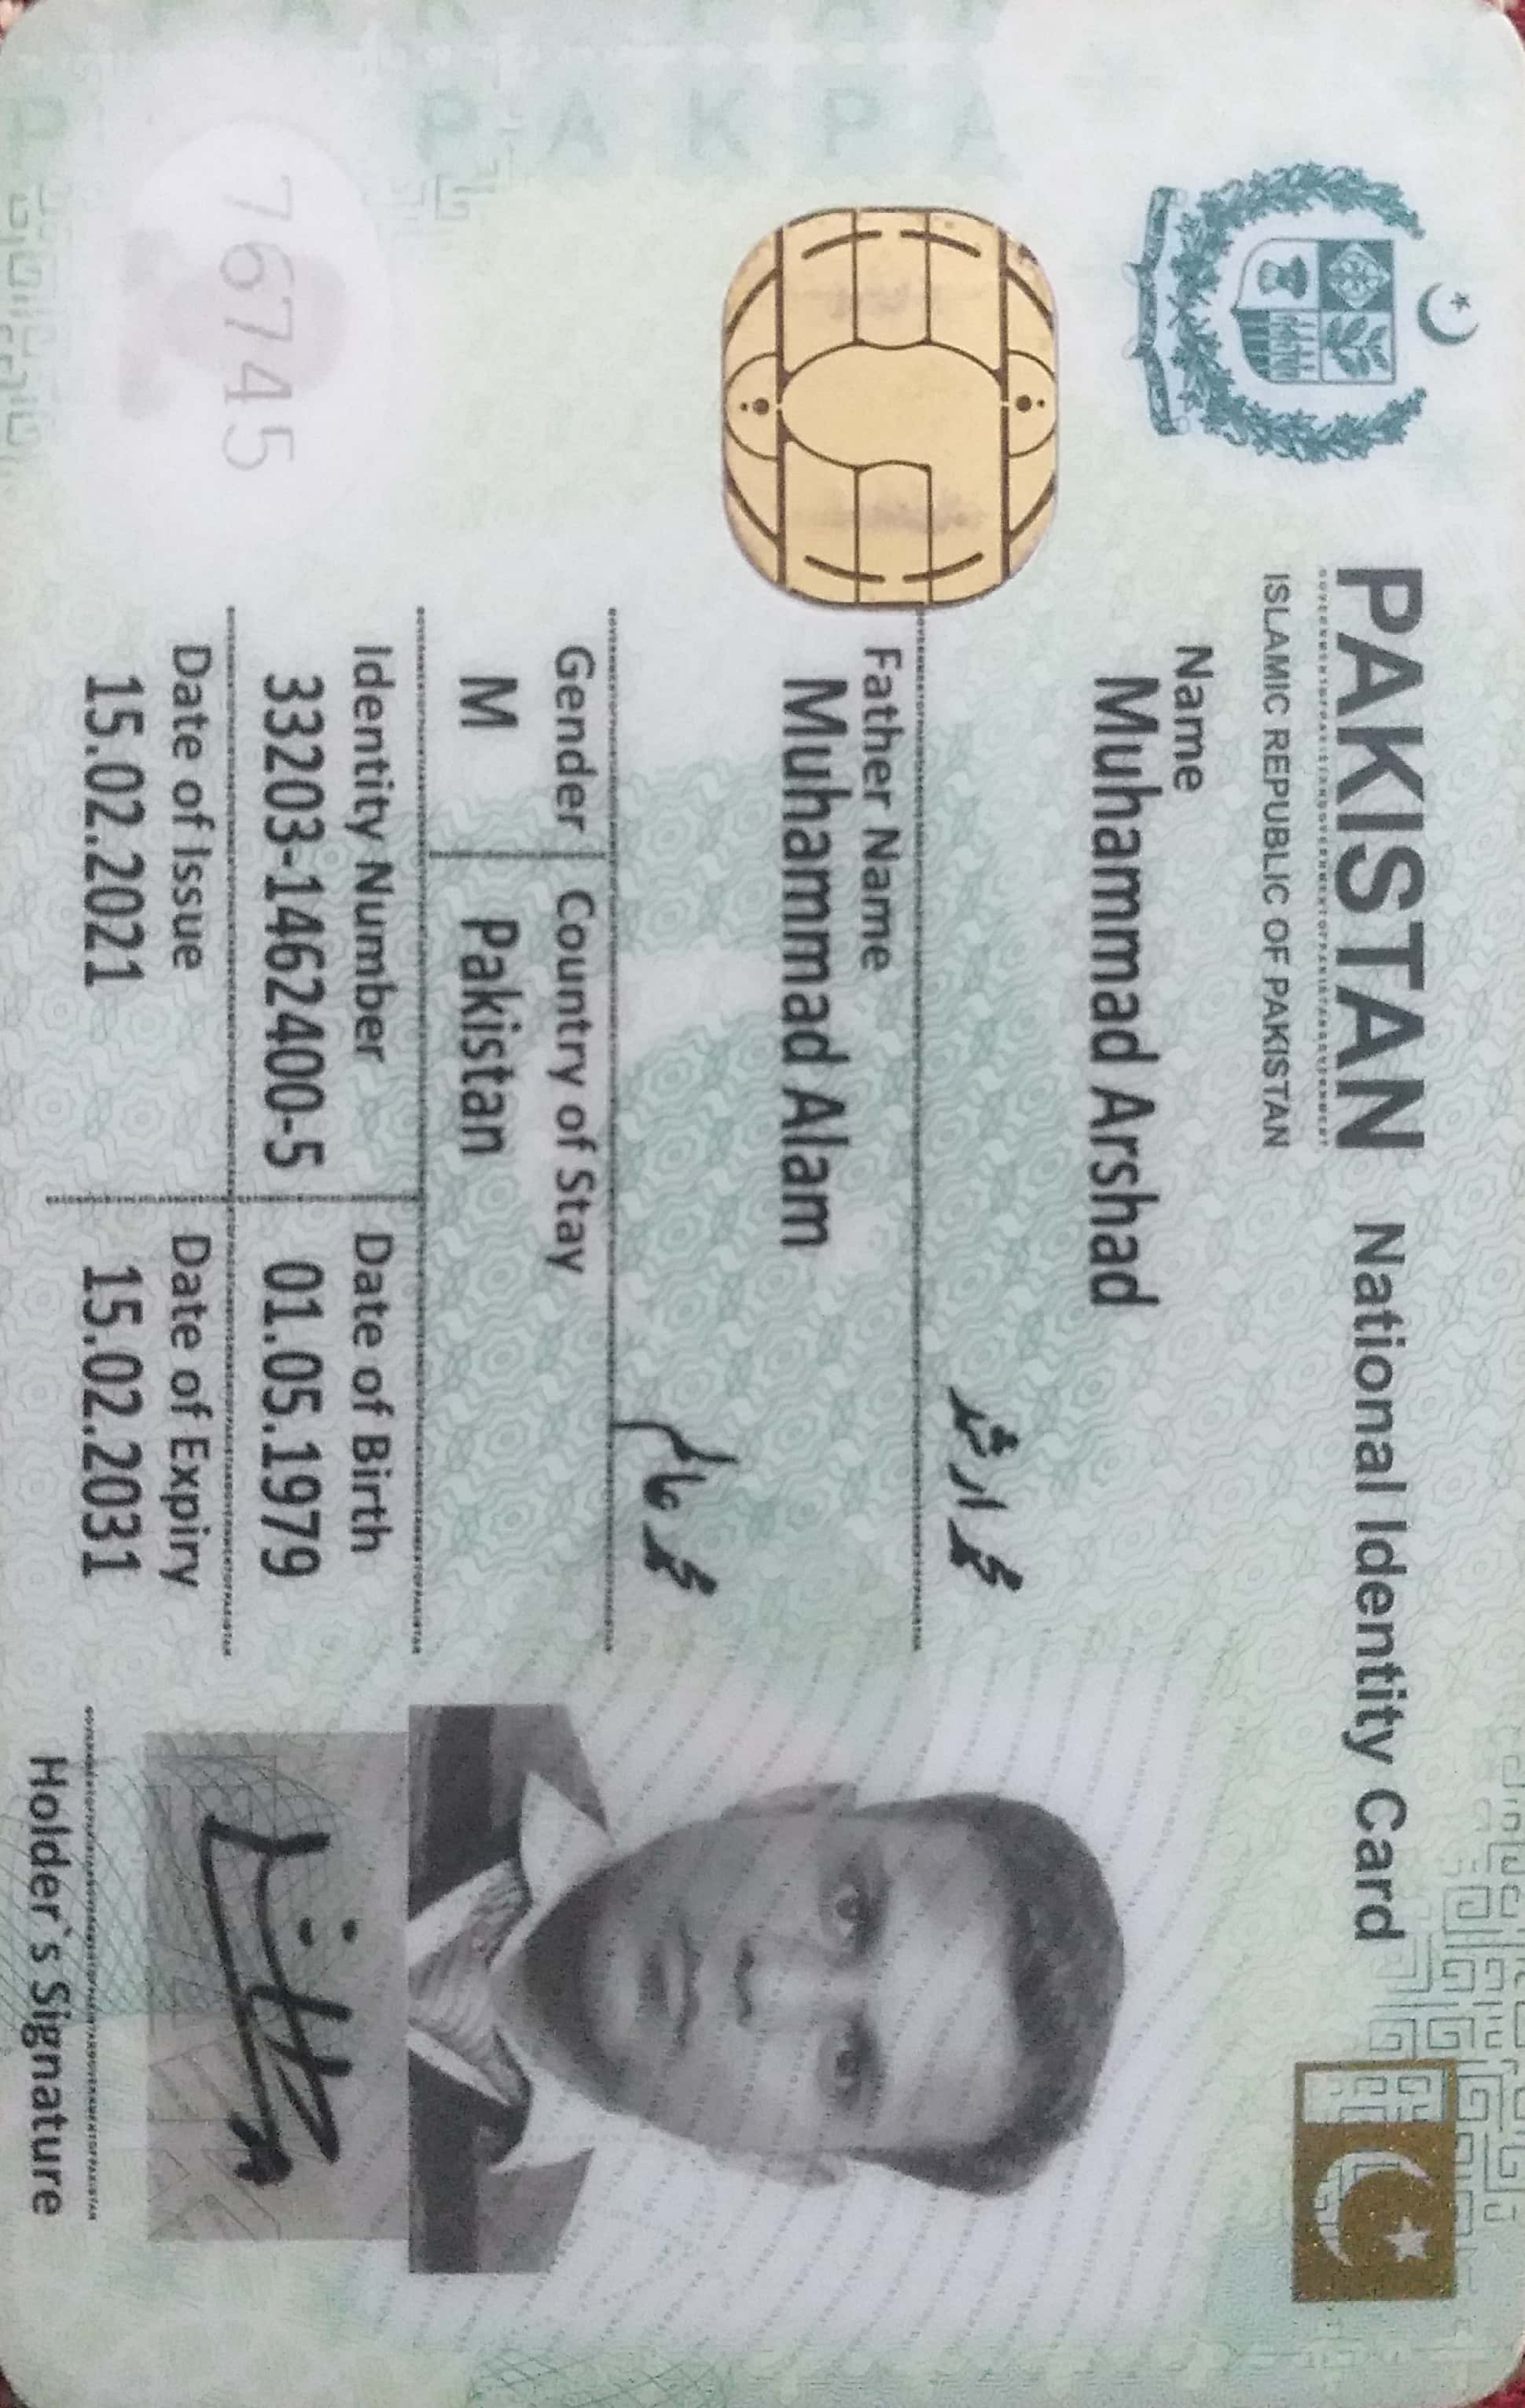 PAKISTAN National Identity Card
ISLAMIC REPUBLIC OF PAKISTAN
Name
Muhammad Arshad
محمد ارشد
Father Name
Muhammad Alam
محمد عالم
Gender Country of Stay
M Pakistan
Identity Number Date of Birth
33203-1462400-5 01.05.1979
Date of Issue Date of Expiry
15.02.2021 15.02.2031
Holder`s Signature
76745
PAKPA